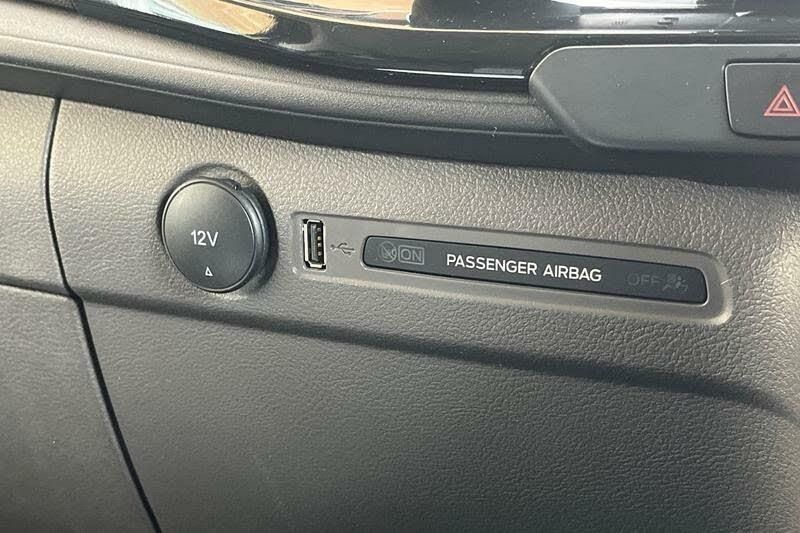 12V
ON PASSENGER AIRBAG OFF